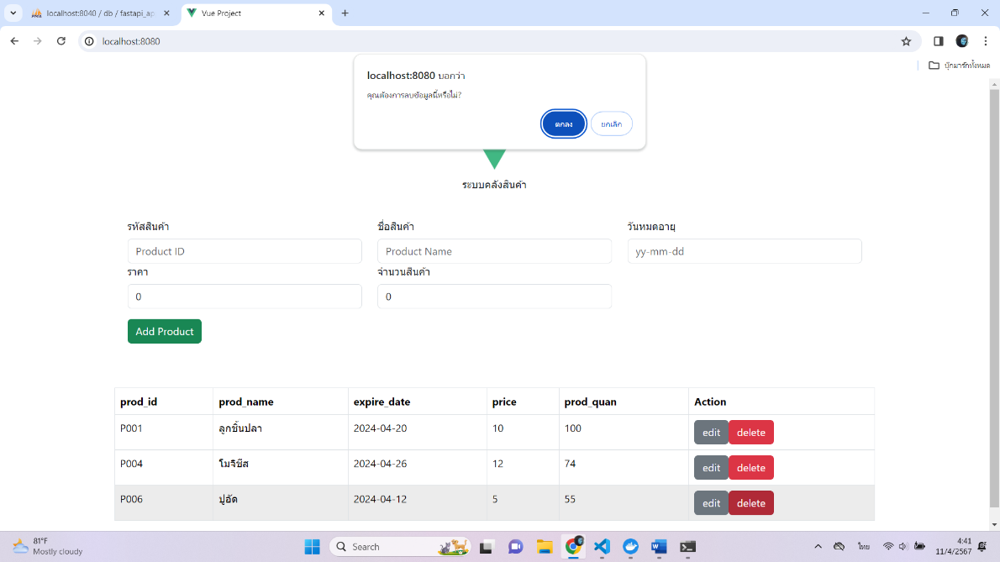 localhost:8040 / db / fastapi_ap
Vue Project
localhost:8080
บุ๊กมาร์กทั้งหมด
localhost:8080 บอกว่า
คุณต้องการลบข้อมูลนี้หรือไม่?
ตกลง ยกเลิก
ระบบคลังสินค้า
รหัสสินค้า ชื่อสินค้า วันหมดอายุ
Product ID Product Name yy-mm-dd
ราคา จำนวนสินค้า
0 0
Add Product
prod_id prod_name expire_date price prod_quan Action
P001 ลูกชิ้นปลา 2024-04-20 10 100 edit delete
P004 โมจิชีส 2024-04-26 12 74 edit delete
P006 ปูอัด 2024-04-12 5 55 edit delete
81°F
Mostly cloudy
Search
ไทย
4:41
11/4/2567